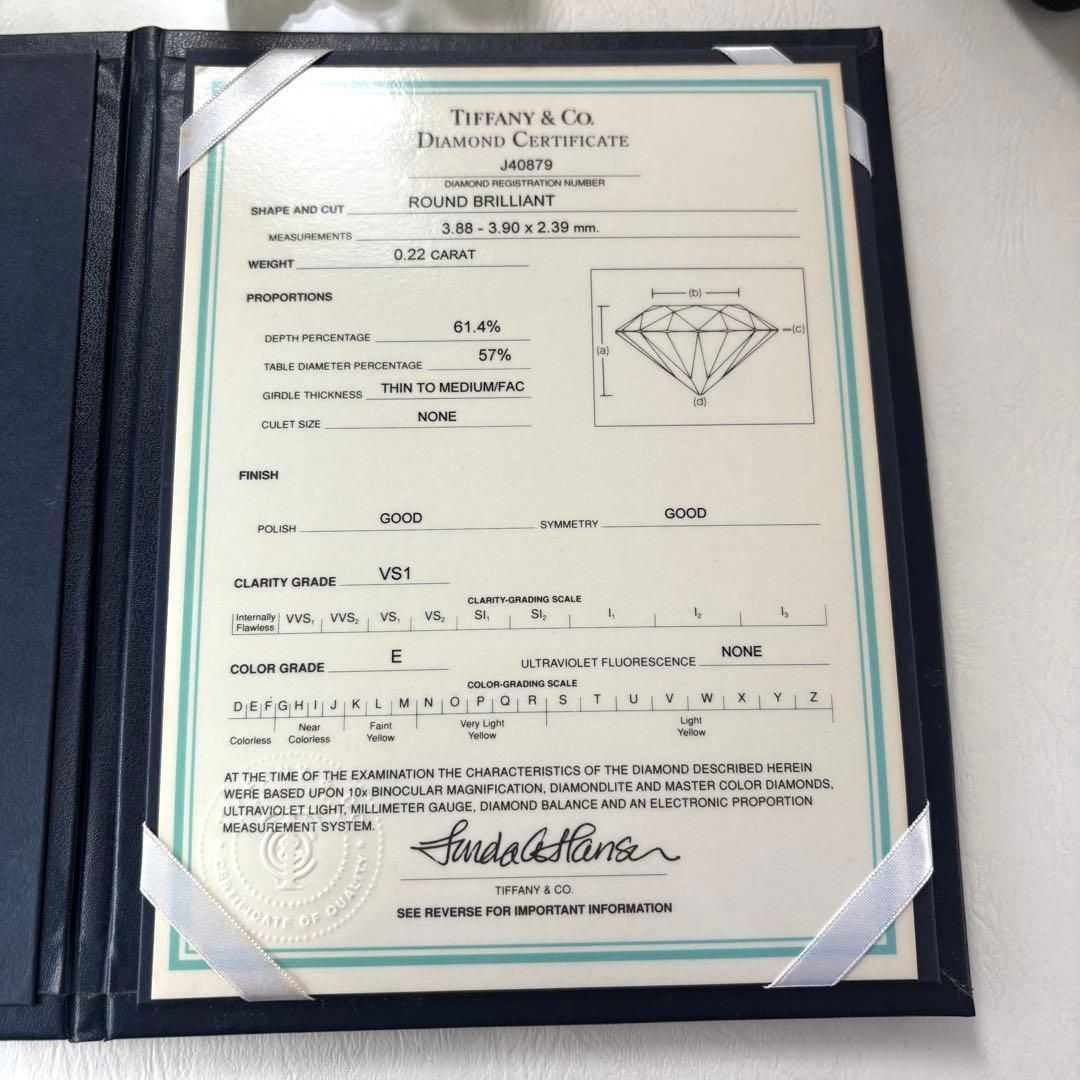 TIFFANY & CO.
DIAMOND CERTIFICATE
J40879
DIAMOND REGISTRATION NUMBER
SHAPE AND CUT ROUND BRILLIANT
MEASUREMENTS 3.88 - 3.90 x 2.39 mm.
WEIGHT 0.22 CARAT
PROPORTIONS
DEPTH PERCENTAGE 61.4%
TABLE DIAMETER PERCENTAGE 57%
GIRDLE THICKNESS THIN TO MEDIUM/FAC
CULET SIZE NONE
(b)
(a)
(c)
(d)
FINISH
POLISH GOOD SYMMETRY GOOD
CLARITY GRADE VS1
CLARITY-GRADING SCALE
Internally Flawless VVS₁ VVS₂ VS₁ VS₂ SI₁ SI₂ I₁ I₂ I₃
COLOR GRADE E ULTRAVIOLET FLUORESCENCE NONE
COLOR-GRADING SCALE
D E F G H I J K L M N O P Q R S T U V W X Y Z
Colorless Near Colorless Faint Yellow Very Light Yellow Light Yellow
AT THE TIME OF THE EXAMINATION THE CHARACTERISTICS OF THE DIAMOND DESCRIBED HEREIN
WERE BASED UPON 10x BINOCULAR MAGNIFICATION, DIAMONDLITE AND MASTER COLOR DIAMONDS,
ULTRAVIOLET LIGHT, MILLIMETER GAUGE, DIAMOND BALANCE AND AN ELECTRONIC PROPORTION
MEASUREMENT SYSTEM.
CERTIFICATE OF QUALITY
TIFFANY & CO.
SEE REVERSE FOR IMPORTANT INFORMATION